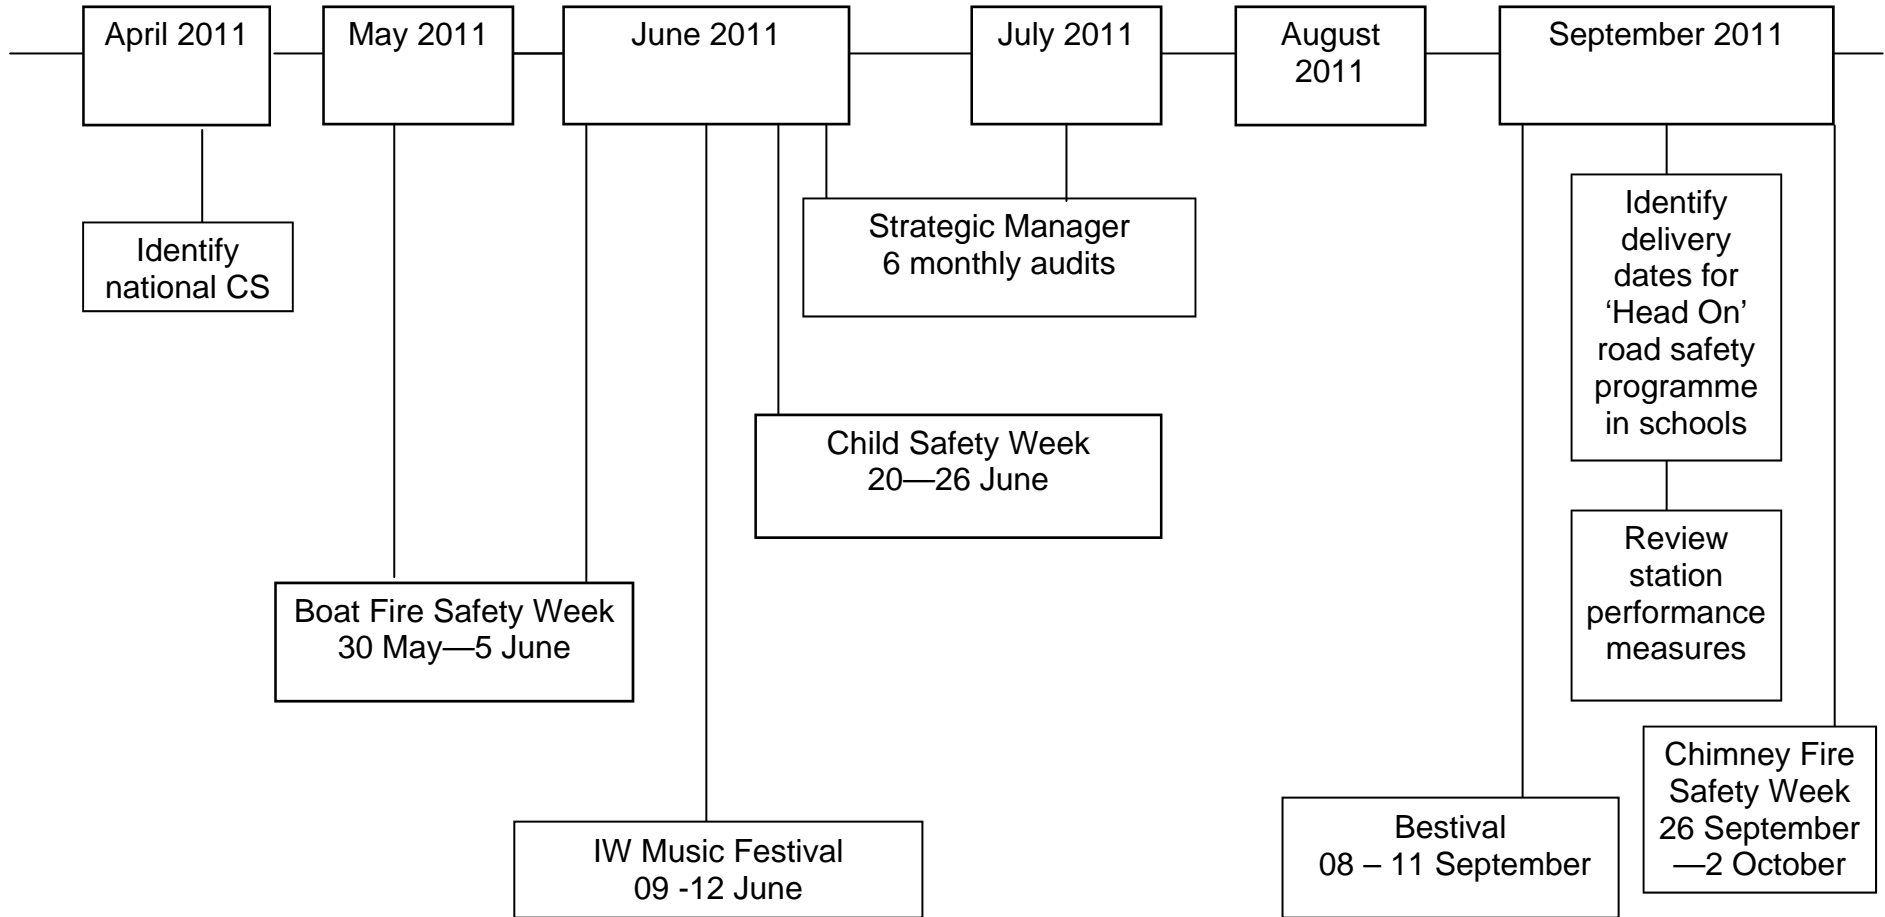 April 2011
May 2011
June 2011
July 2011
August
2011
September 2011
Identify
national CS
Strategic Manager
6 monthly audits
Identify
delivery
dates for
‘Head On’
road safety
programme
in schools
Child Safety Week
20—26 June
Review
station
performance
measures
Boat Fire Safety Week
30 May—5 June
Chimney Fire
Safety Week
26 September
—2 October
IW Music Festival
09 -12 June
Bestival
08 – 11 September